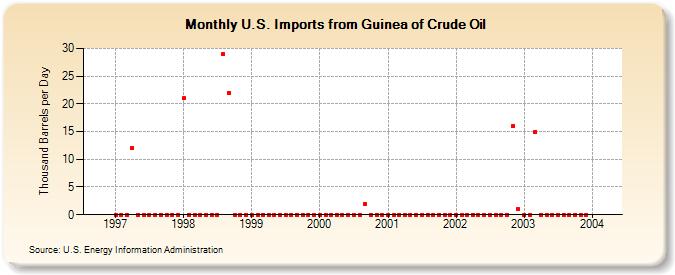 Monthly U.S. Imports from Guinea of Crude Oil
Thousand Barrels per Day
30
25
20
15
10
5
0
1997 1998 1999 2000 2001 2002 2003 2004
Source: U.S. Energy Information Administration